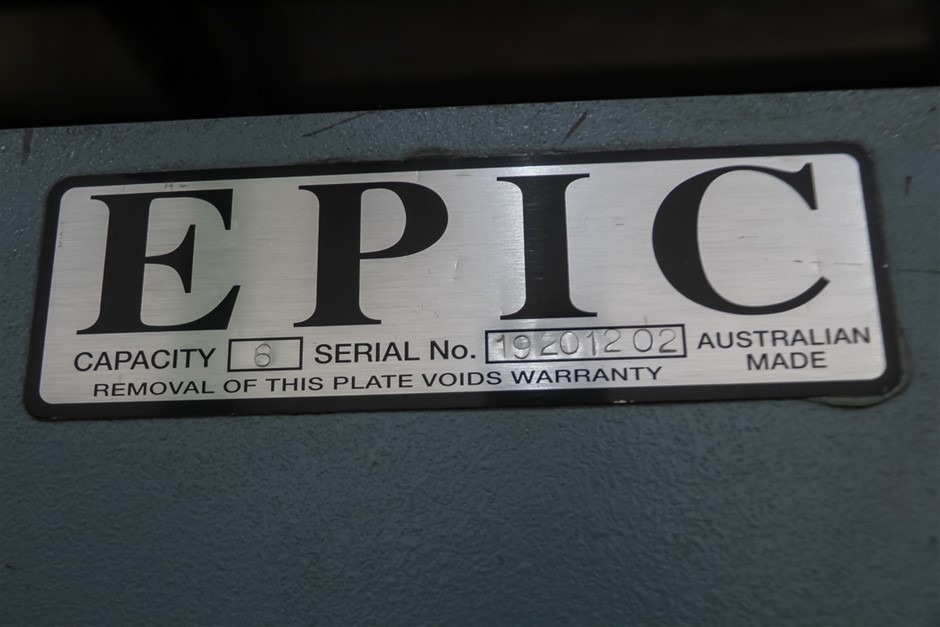 EPIC
CAPACITY 6 SERIAL No. 19201202 AUSTRALIAN MADE
REMOVAL OF THIS PLATE VOIDS WARRANTY